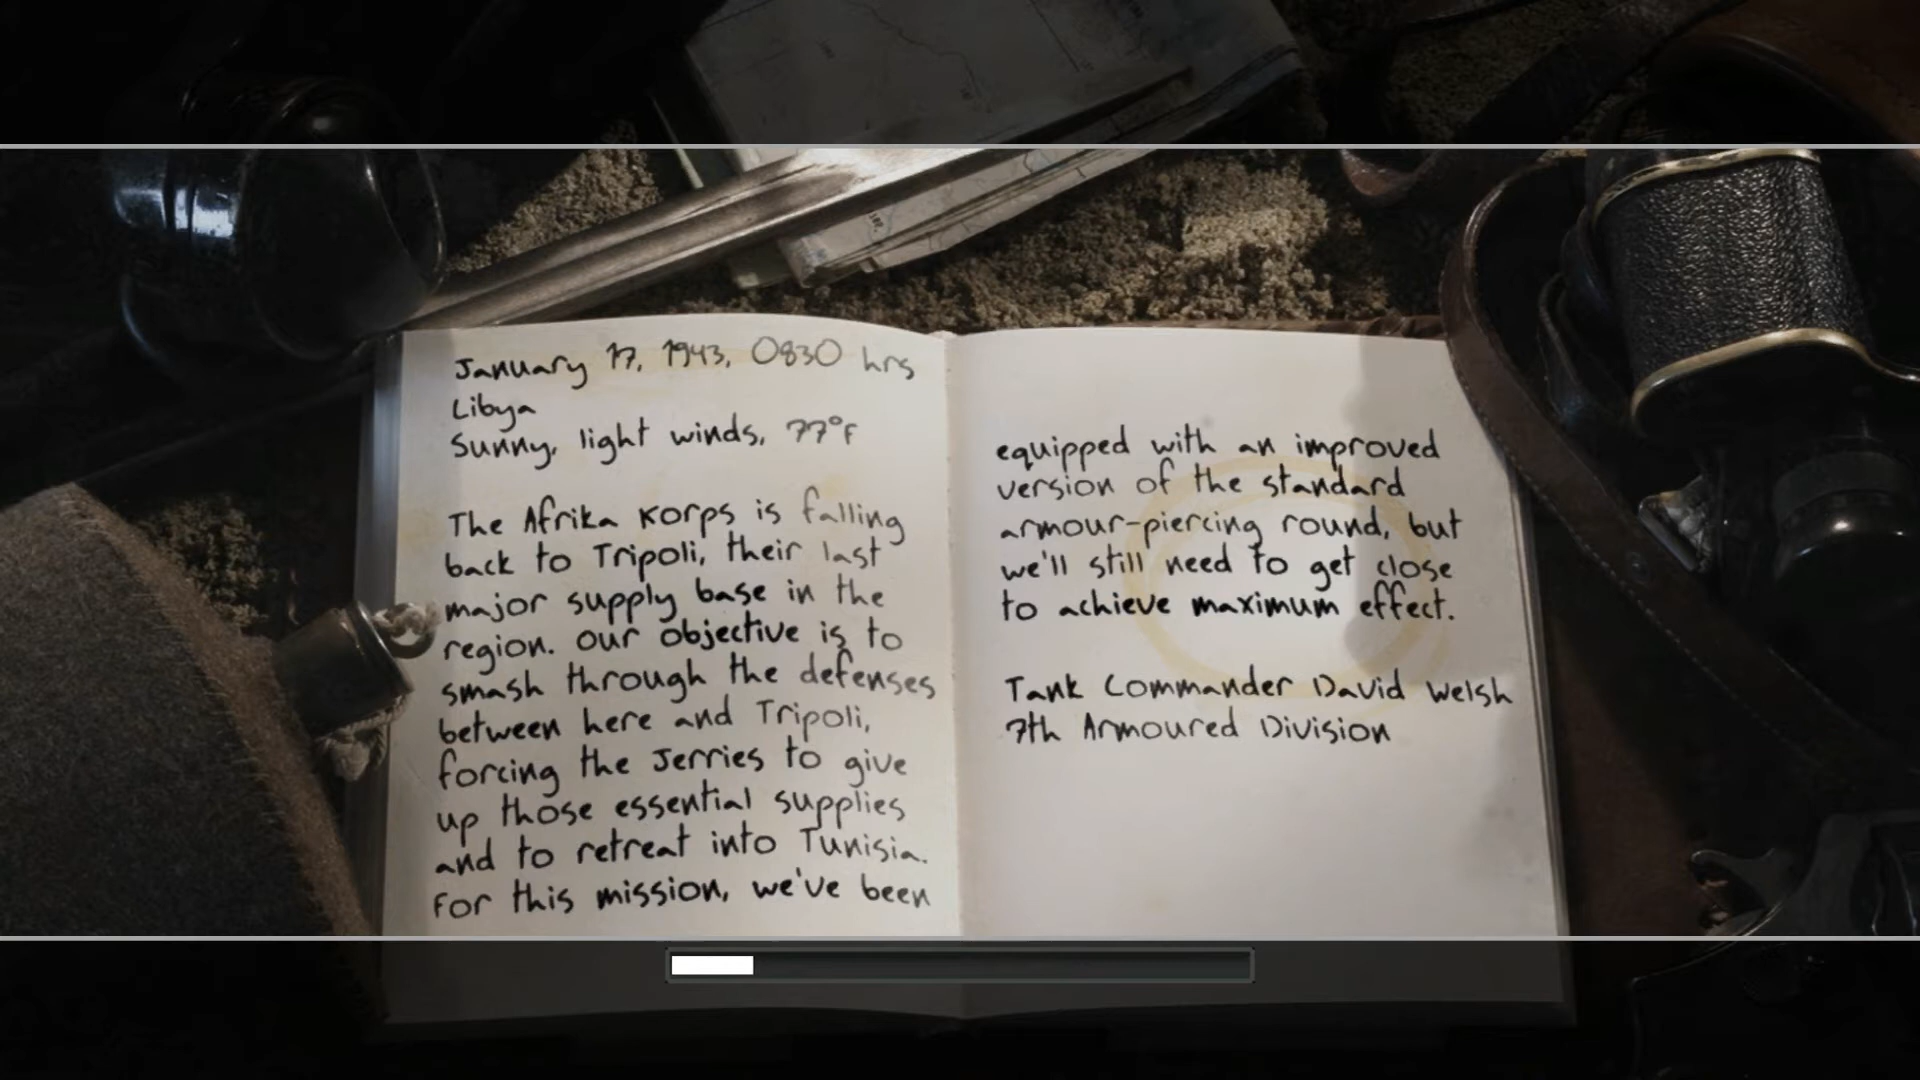 January 17, 1943, 0830 hrs
Libya
Sunny, light winds, 77°F
The Afrika Korps is falling
back to Tripoli, their last
major supply base in the
region. Our objective is to
smash through the defenses
between here and Tripoli,
forcing the Jerries to give
up those essential supplies
and to retreat into Tunisia.
For this mission, we've been
equipped with an improved
version of the standard
armour-piercing round, but
we'll still need to get close
to achieve maximum effect.
Tank Commander David Welsh
7th Armoured Division